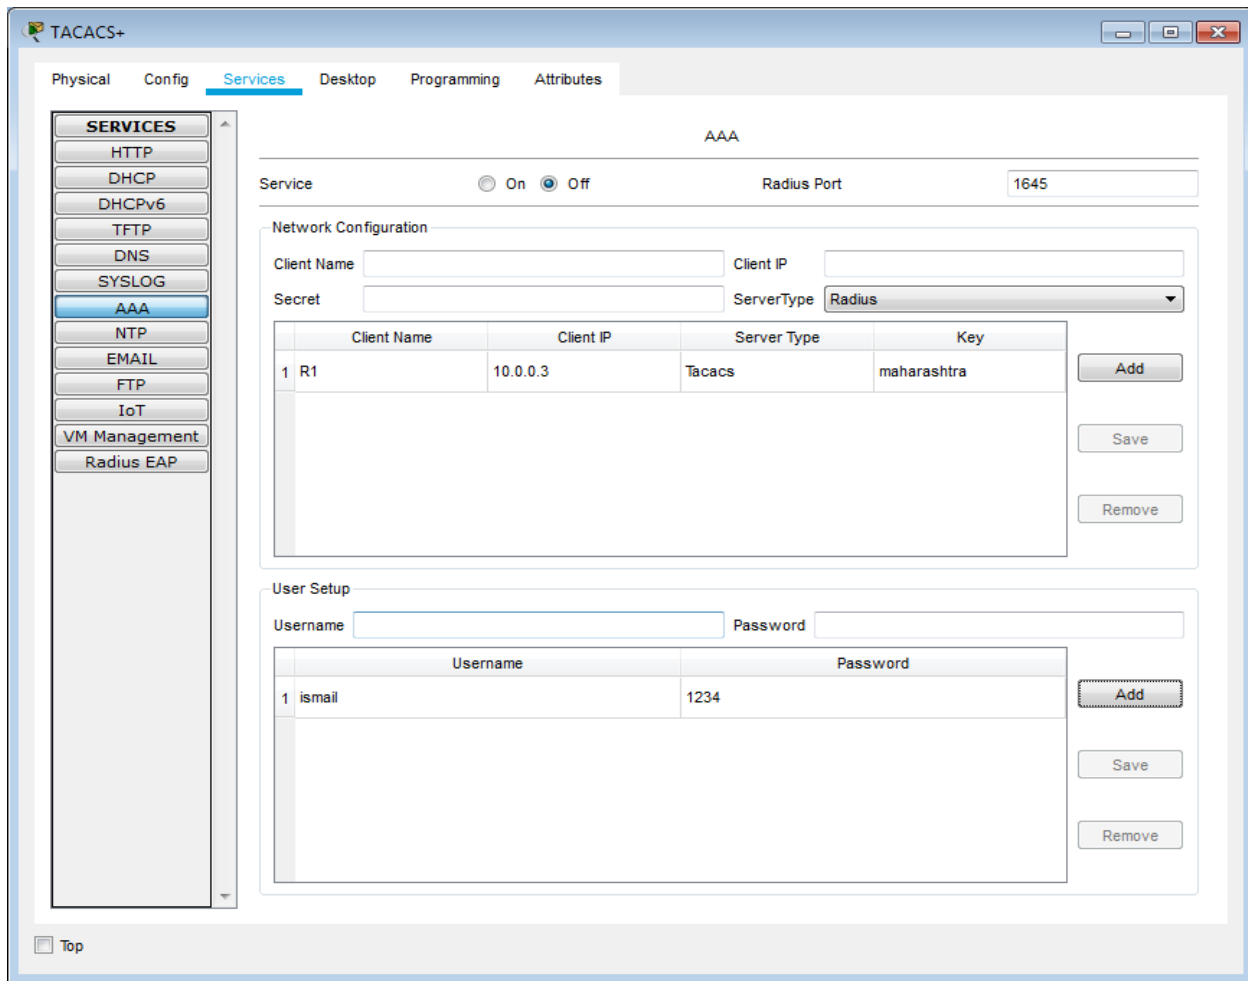 TACACS+
Physical Config Services Desktop Programming Attributes
SERVICES
HTTP
DHCP
DHCPv6
TFTP
DNS
SYSLOG
AAA
NTP
EMAIL
FTP
IoT
VM Management
Radius EAP
AAA
Service On Off Radius Port 1645
Network Configuration
Client Name Client IP
Secret ServerType Radius
Client Name Client IP Server Type Key
1 R1 10.0.0.3 Tacacs maharashtra
Add
Save
Remove
User Setup
Username Password
Username Password
1 ismail 1234
Add
Save
Remove
Top